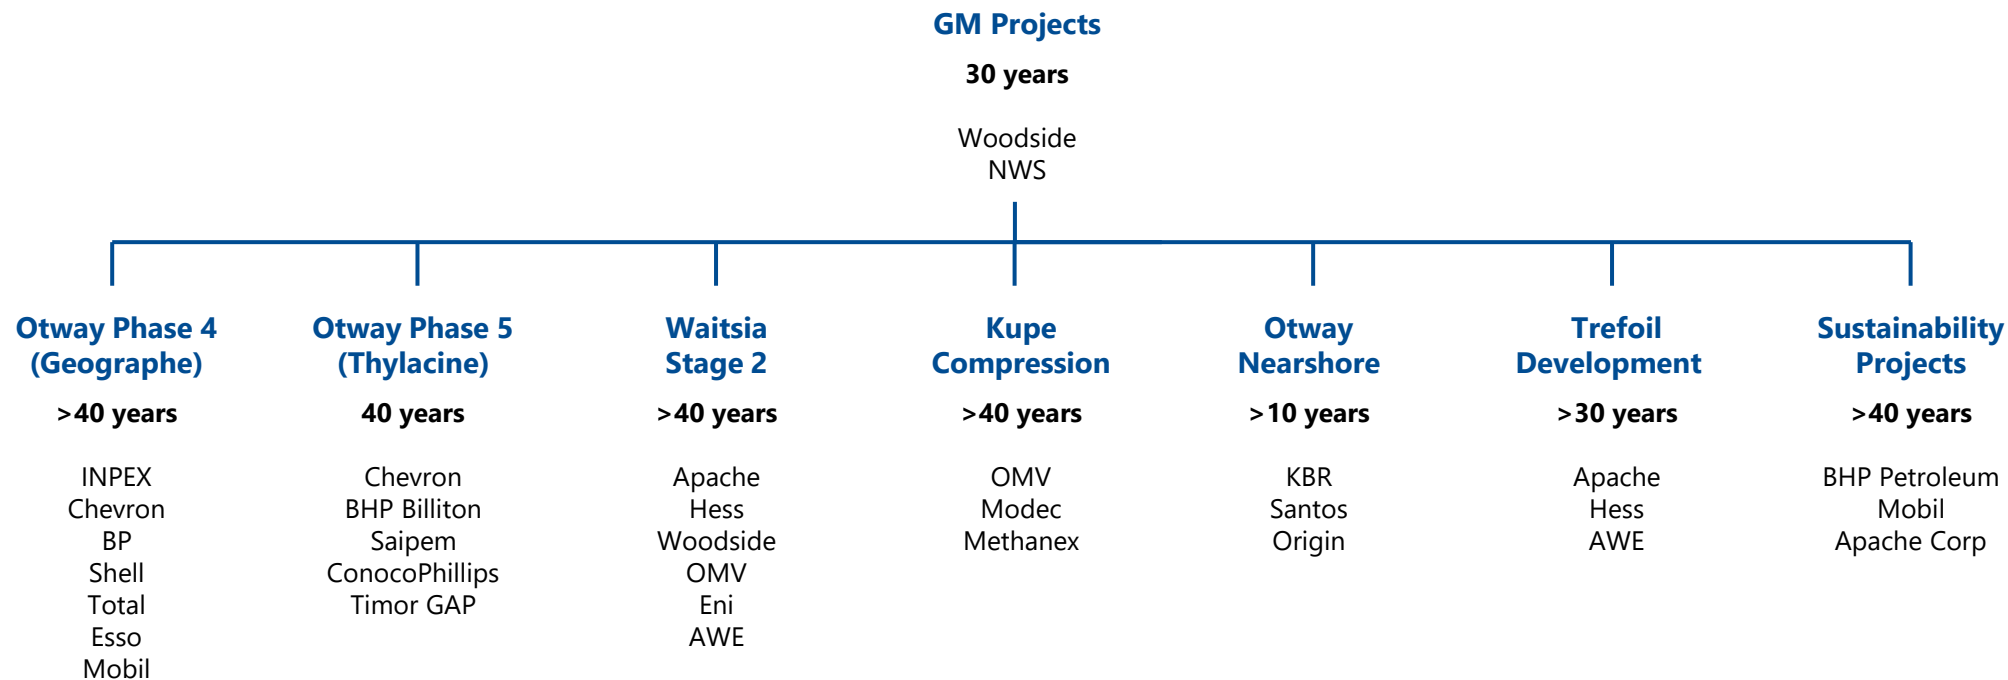 GM Projects
30 years
Woodside
NWS
Otway Phase 4
(Geographe)
>40 years
INPEX
Chevron
BP
Shell
Total
Esso
Mobil
Otway Phase 5
(Thylacine)
40 years
Chevron
BHP Billiton
Saipem
ConocoPhillips
Timor GAP
Waitsia
Stage 2
>40 years
Apache
Hess
Woodside
OMV
Eni
AWE
Kupe
Compression
>40 years
OMV
Modec
Methanex
Otway
Nearshore
>10 years
KBR
Santos
Origin
Trefoil
Development
>30 years
Apache
Hess
AWE
Sustainability
Projects
>40 years
BHP Petroleum
Mobil
Apache Corp